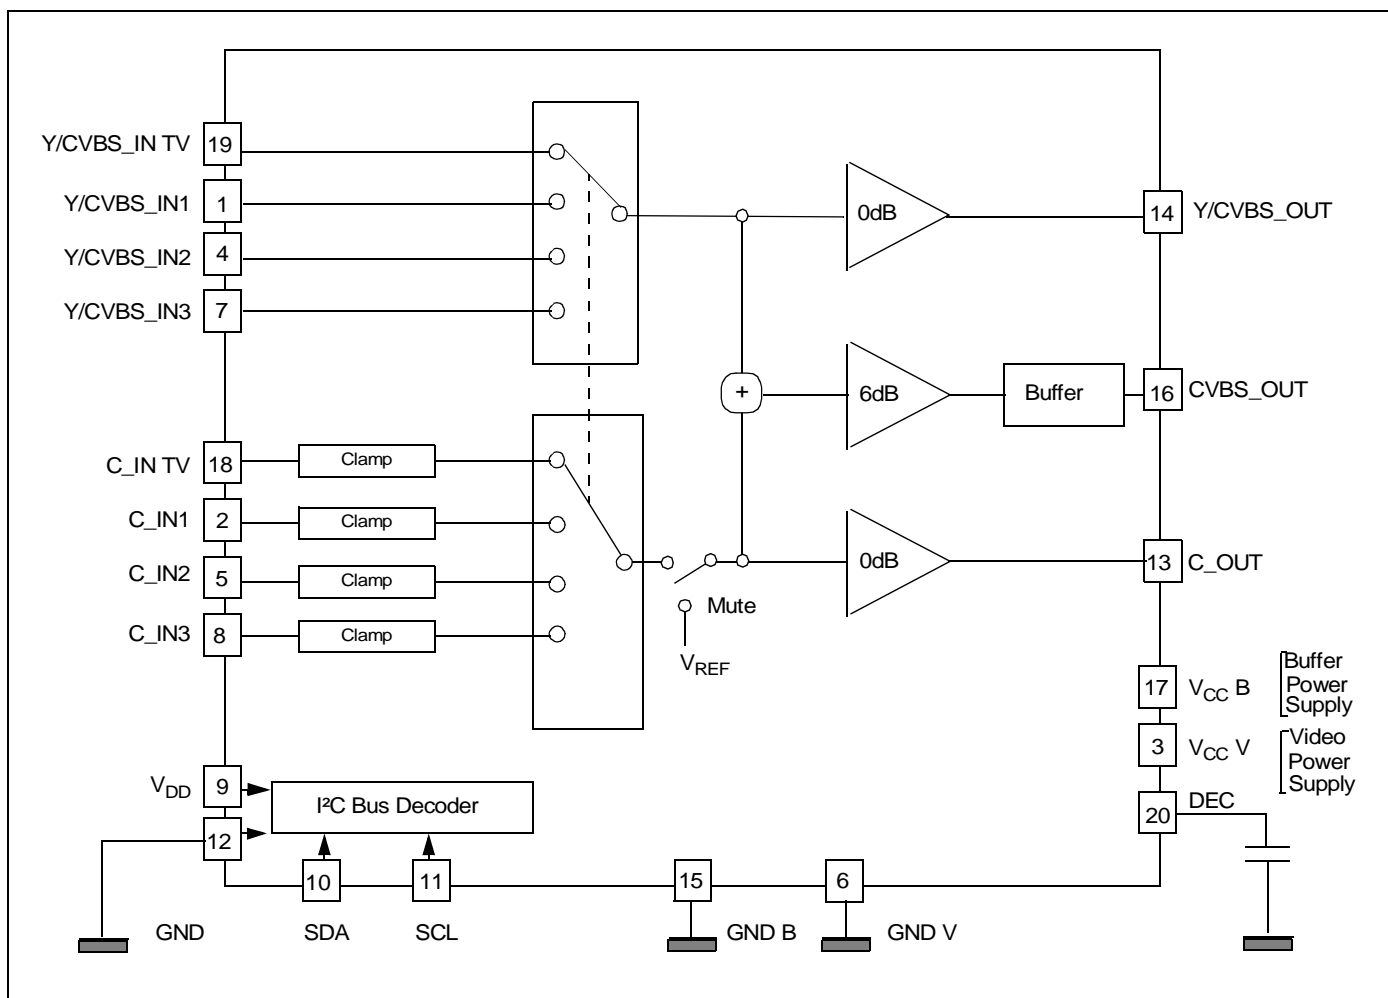 Y/CVBS_IN TV 19
Y/CVBS_IN1 1
Y/CVBS_IN2 4
Y/CVBS_IN3 7
0dB
14 Y/CVBS_OUT
+
6dB
Buffer
16 CVBS_OUT
C_IN TV 18 Clamp
C_IN1 2 Clamp
C_IN2 5 Clamp
C_IN3 8 Clamp
Mute
VREF
0dB
13 C_OUT
17 VCC B
Buffer
Power
Supply
3 VCC V
Video
Power
Supply
VDD 9
12
I²C Bus Decoder
20 DEC
10
11
15
6
GND
SDA
SCL
GND B
GND V